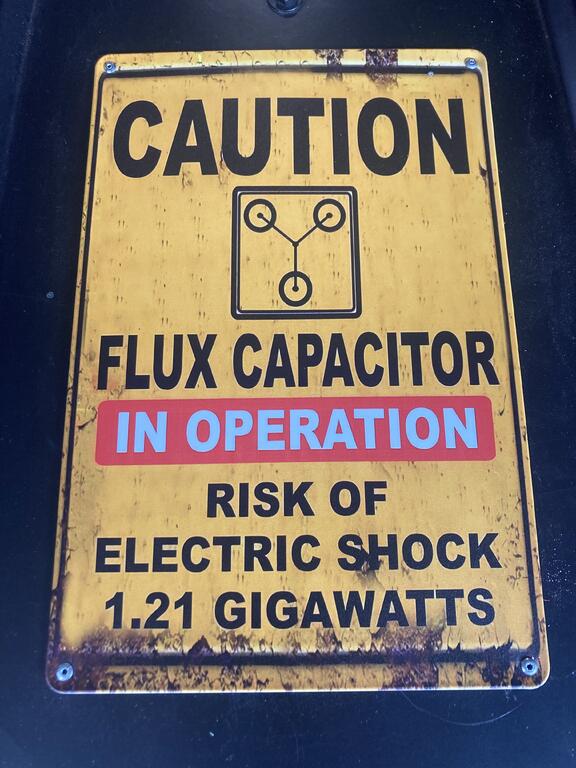 CAUTION
FLUX CAPACITOR
IN OPERATION
RISK OF
ELECTRIC SHOCK
1.21 GIGAWATTS